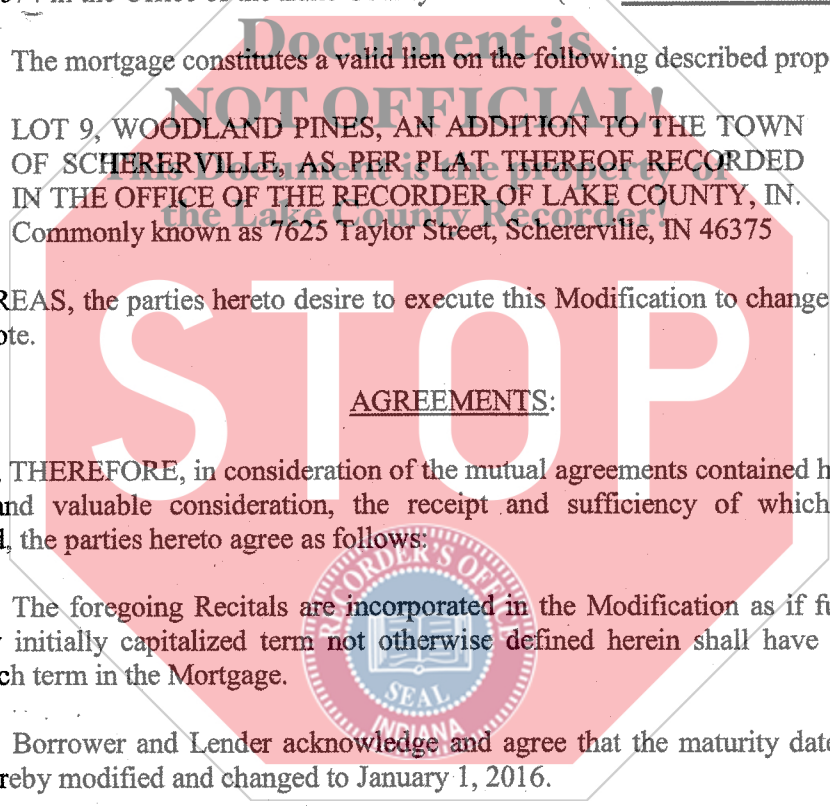 The mortgage constitutes a valid lien on the following described prop
LOT 9, WOODLAND PINES, AN ADDITION TO THE TOWN
OF SCHERERVILLE, AS PER PLAT THEREOF RECORDED
IN THE OFFICE OF THE RECORDER OF LAKE COUNTY, IN.
Commonly known as 7625 Taylor Street, Schererville, IN 46375
REAS, the parties hereto desire to execute this Modification to change
ote.
AGREEMENTS:
THEREFORE, in consideration of the mutual agreements contained h
and valuable consideration, the receipt and sufficiency of which
d, the parties hereto agree as follows:
The foregoing Recitals are incorporated in the Modification as if fu
y initially capitalized term not otherwise defined herein shall have
ch term in the Mortgage.
Borrower and Lender acknowledge and agree that the maturity date
reby modified and changed to January 1, 2016.
Document is
NOT OFFICIAL!
This Document is the property of
the Lake County Recorder!
STOP
RECORDER'S OFFICE
SEAL
INDIANA